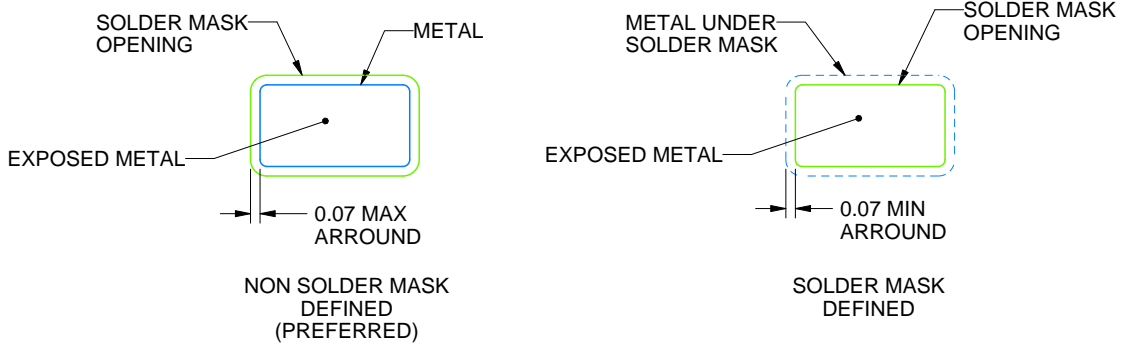 SOLDER MASK
OPENING
METAL
EXPOSED METAL
0.07 MAX
ARROUND
NON SOLDER MASK
DEFINED
(PREFERRED)
METAL UNDER
SOLDER MASK
SOLDER MASK
OPENING
EXPOSED METAL
0.07 MIN
ARROUND
SOLDER MASK
DEFINED